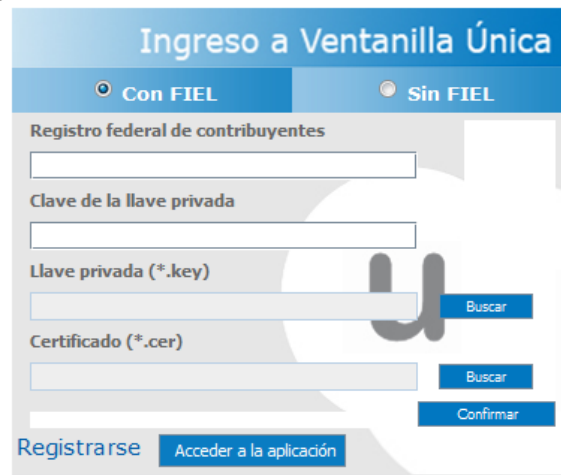 Ingreso a Ventanilla Única
Con FIEL Sin FIEL
Registro federal de contribuyentes
Clave de la llave privada
Llave privada (*.key)
Buscar
Certificado (*.cer)
Buscar
Confirmar
Registrarse Acceder a la aplicación
u